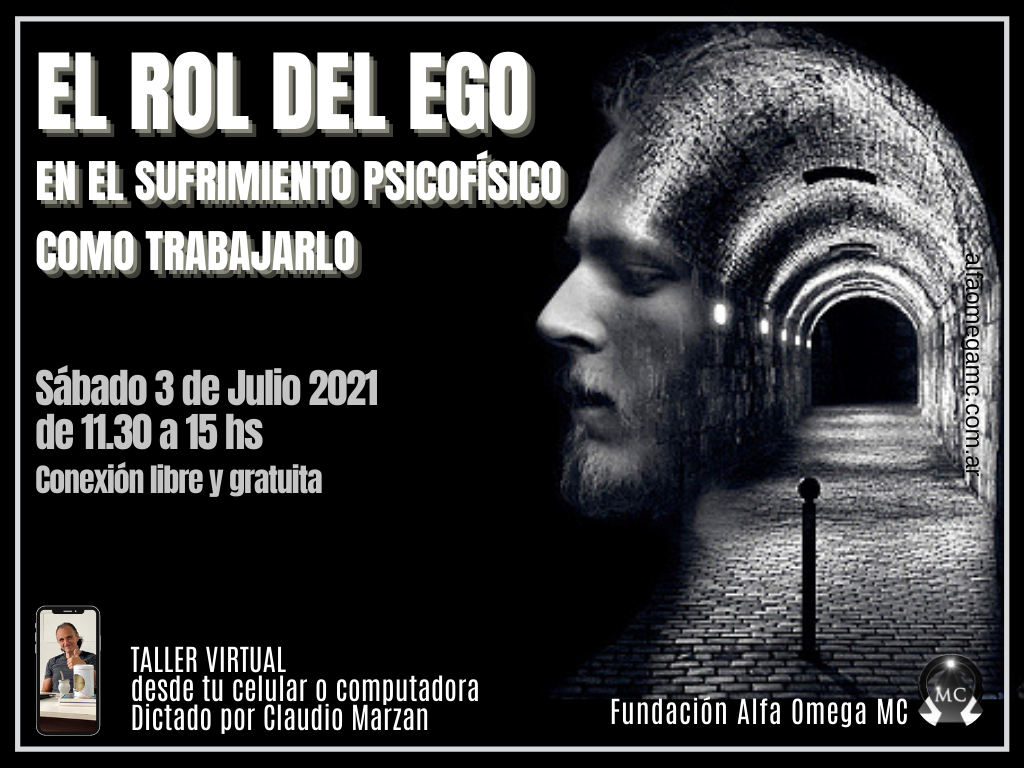 EL ROL DEL EGO
EN EL SUFRIMIENTO PSICOFÍSICO
COMO TRABAJARLO
Sábado 3 de Julio 2021
de 11.30 a 15 hs
Conexión libre y gratuita
alfaomegamc.com.ar
TALLER VIRTUAL
desde tu celular o computadora
Dictado por Claudio Marzan
Fundación Alfa Omega MC
MC